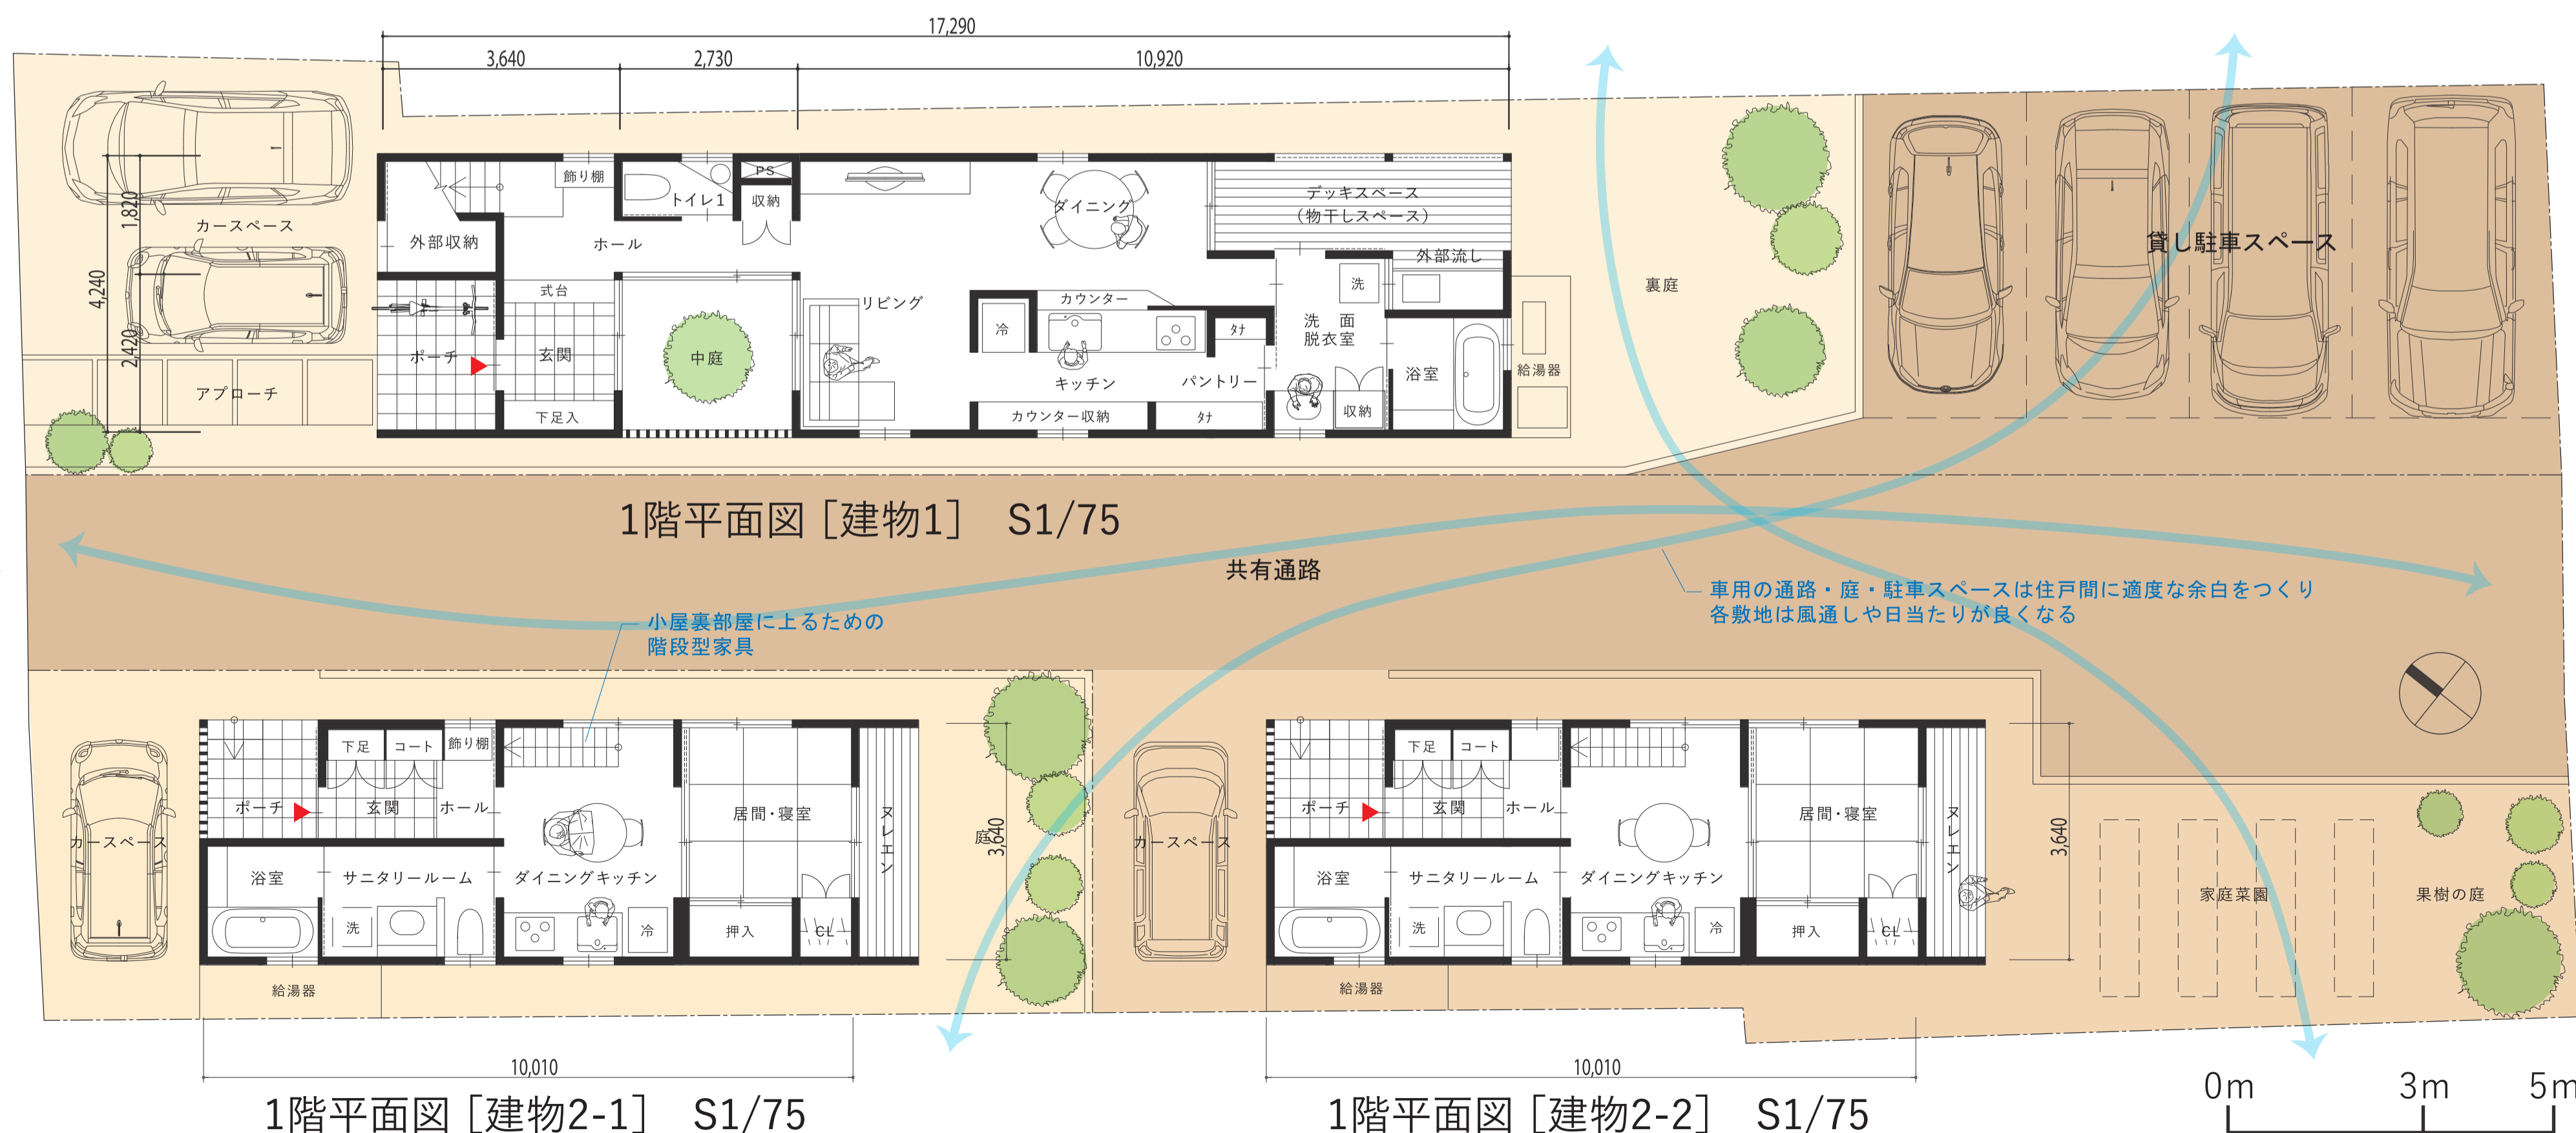 17,290
3,640
2,730
10,920
1,820
4,240
2,420
カースペース
アプローチ
外部収納
飾り棚
トイレ1
PS
収納
ホール
式台
ポーチ
玄関
下足入
中庭
リビング
ダイニング
カウンター
冷
キッチン
カウンター収納
タナ
パントリー
タナ
デッキスペース
（物干しスペース）
外部流し
洗
洗　面
脱衣室
収納
浴室
給湯器
裏庭
貸し駐車スペース
1階平面図［建物1］　S1/75
共有通路
小屋裏部屋に上るための
階段型家具
車用の通路・庭・駐車スペースは住戸間に適度な余白をつくり
各敷地は風通しや日当たりが良くなる
カースペース
ポーチ
下足
コート
飾り棚
玄関
ホール
浴室
サニタリールーム
洗
ダイニングキッチン
冷
居間・寝室
押入
CL
ヌレエン
庭
3,640
給湯器
10,010
1階平面図［建物2-1］　S1/75
カースペース
ポーチ
下足
コート
玄関
ホール
浴室
サニタリールーム
洗
ダイニングキッチン
冷
居間・寝室
押入
CL
ヌレエン
3,640
家庭菜園
果樹の庭
給湯器
10,010
1階平面図［建物2-2］　S1/75
0m
3m
5m